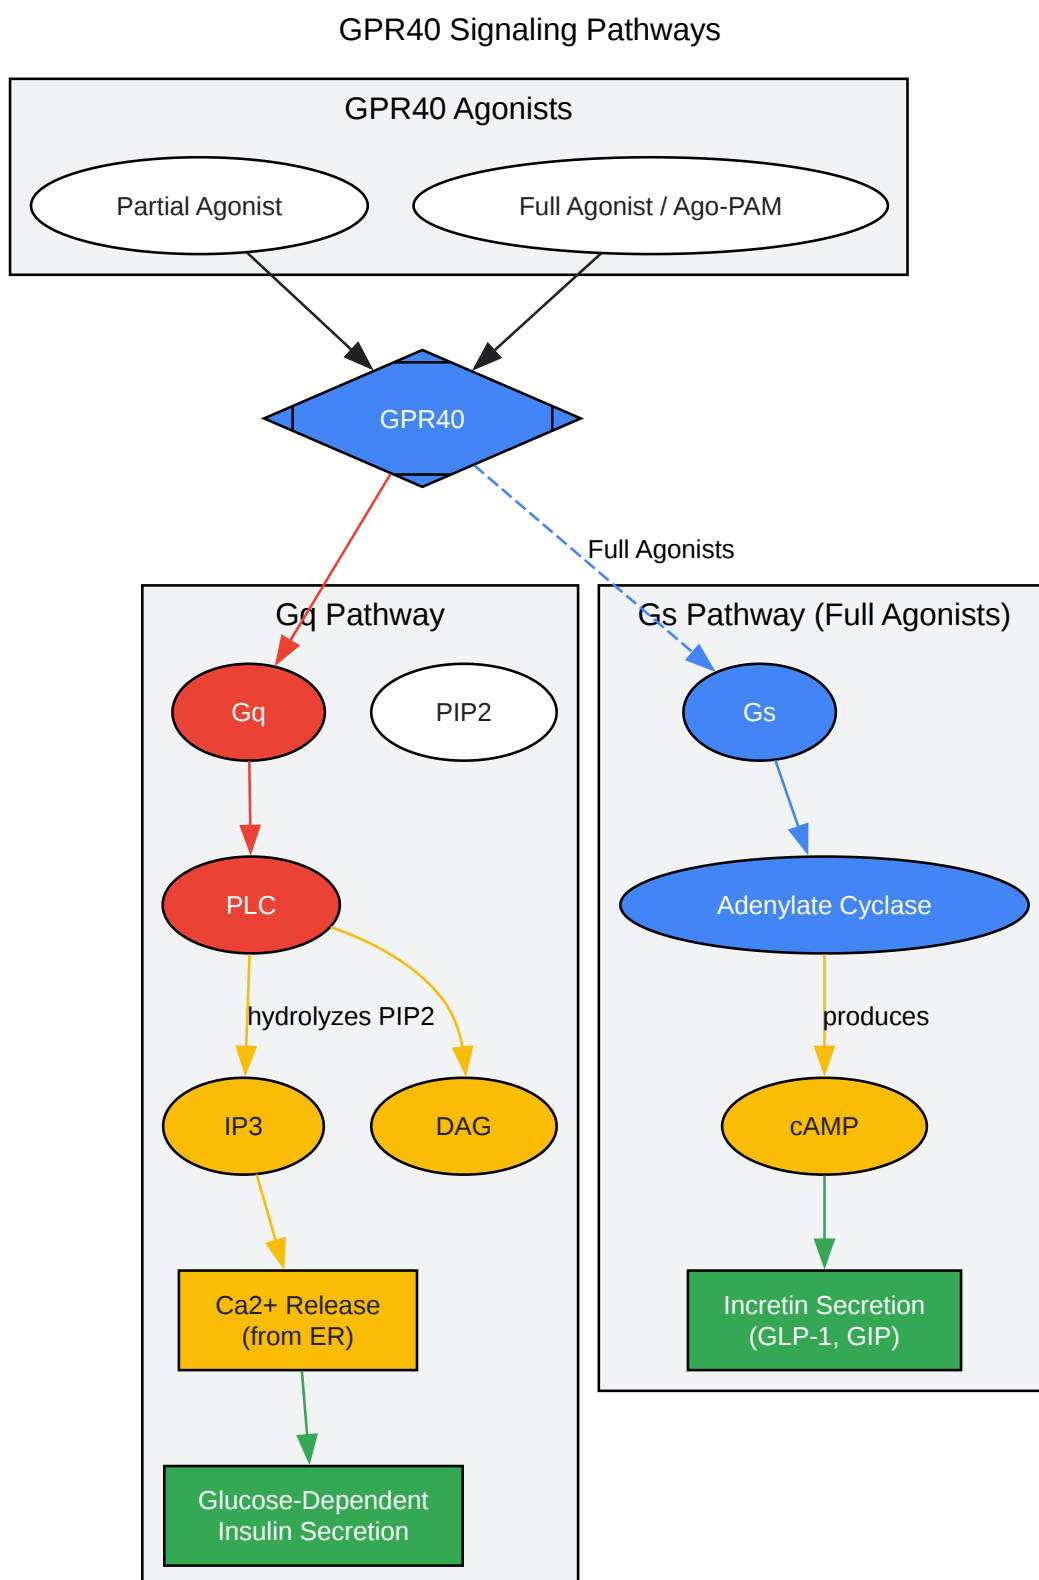 GPR40 Signaling Pathways
GPR40 Agonists
Partial Agonist
Full Agonist / Ago-PAM
GPR40
Full Agonists
Gq Pathway
Gs Pathway (Full Agonists)
Gq
PIP2
Gs
PLC
Adenylate Cyclase
hydrolyzes PIP2
produces
IP3
DAG
cAMP
Ca2+ Release
(from ER)
Incretin Secretion
(GLP-1, GIP)
Glucose-Dependent
Insulin Secretion